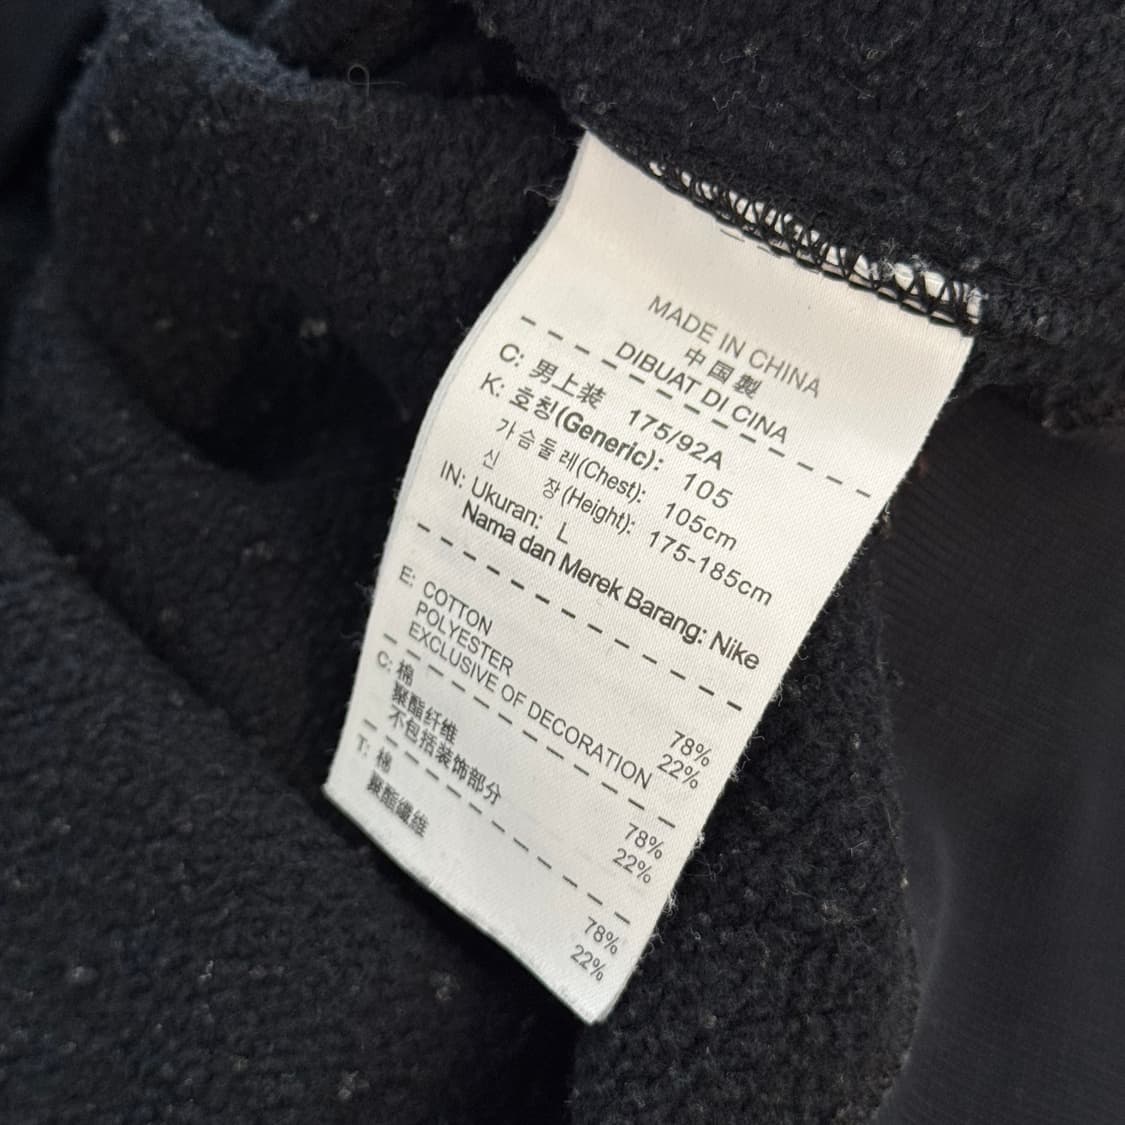 MADE IN CHINA
中國製
DIBUAT DI CINA
C: 男上装 175/92A
K: 호칭(Generic): 105
가슴둘레(Chest): 105cm
신 장(Height): 175-185cm
IN: Ukuran: L
Nama dan Merek Barang: Nike
E: COTTON 78%
POLYESTER 22%
EXCLUSIVE OF DECORATION
C: 棉 78%
聚酯纤维 22%
不包括装饰部分
T: 棉 78%
聚酯纖維 22%